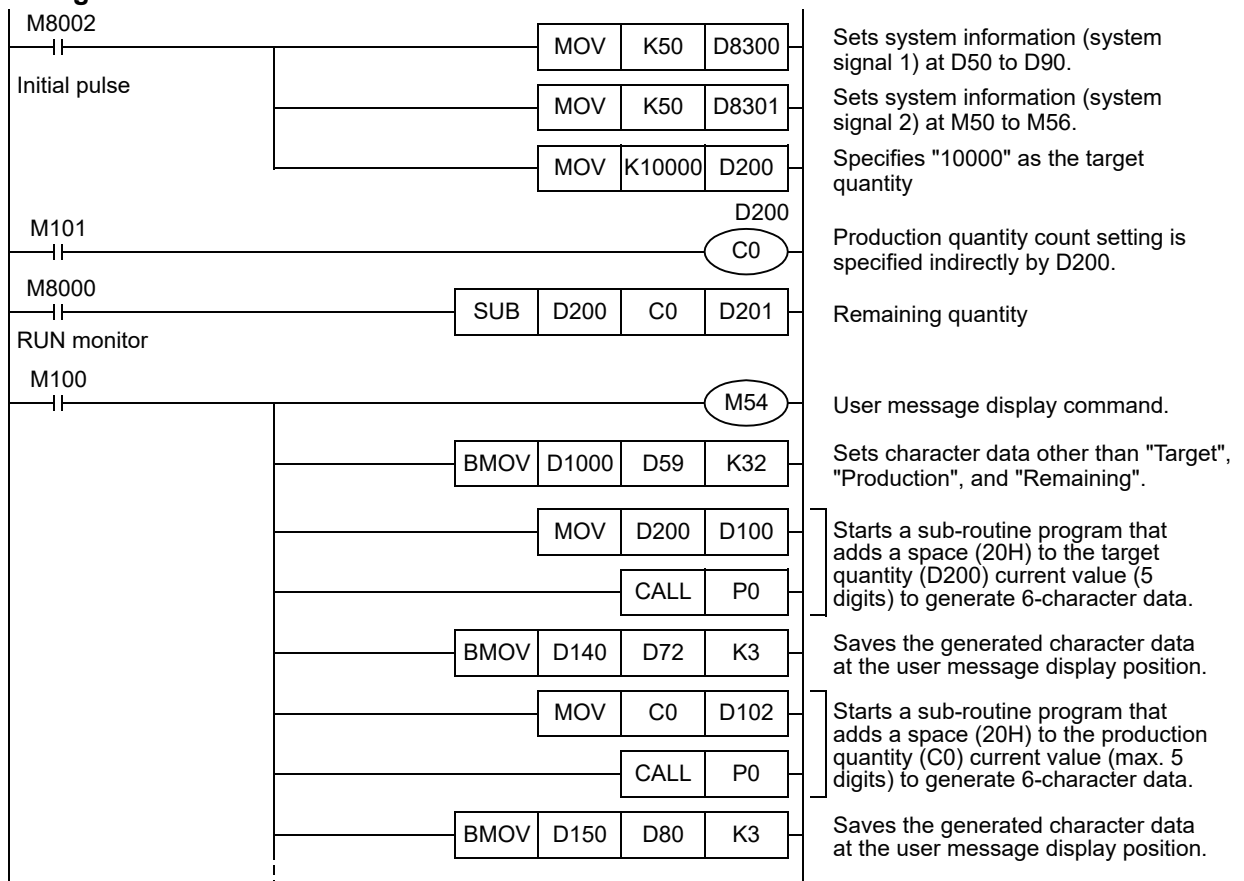 M8002
MOV K50 D8300
Sets system information (system
signal 1) at D50 to D90.
Initial pulse
MOV K50 D8301
Sets system information (system
signal 2) at M50 to M56.
MOV K10000 D200
Specifies "10000" as the target
quantity
D200
M101
C0
Production quantity count setting is
specified indirectly by D200.
M8000
SUB D200 C0 D201
Remaining quantity
RUN monitor
M100
M54
User message display command.
BMOV D1000 D59 K32
Sets character data other than "Target",
"Production", and "Remaining".
MOV D200 D100
CALL P0
Starts a sub-routine program that
adds a space (20H) to the target
quantity (D200) current value (5
digits) to generate 6-character data.
BMOV D140 D72 K3
Saves the generated character data
at the user message display position.
MOV C0 D102
CALL P0
Starts a sub-routine program that
adds a space (20H) to the production
quantity (C0) current value (max. 5
digits) to generate 6-character data.
BMOV D150 D80 K3
Saves the generated character data
at the user message display position.